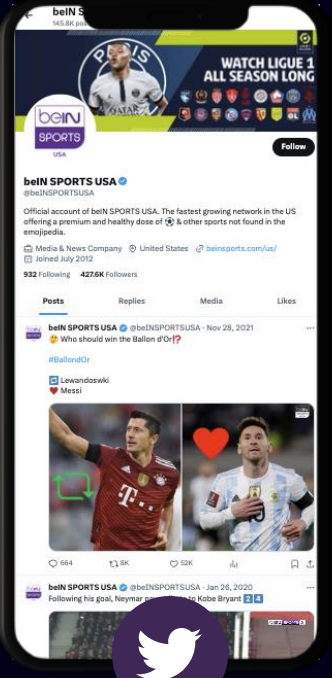 beIN S
145.8K po
PARIS
WATCH LIGUE 1
ALL SEASON LONG
beIN
SPORTS
USA
Follow
beIN SPORTS USA
@beINSPORTSUSA
Official account of beIN SPORTS USA. The fastest growing network in the US
offering a premium and healthy dose of ⚽ & other sports not found in the
emojipedia.
Media & News Company United States beinsports.com/us/
Joined July 2012
932 Following 427.6K Followers
Posts Replies Media Likes
beIN SPORTS USA @beINSPORTSUSA · Nov 28, 2021 ...
🤔 Who should win the Ballon d'Or⁉️
#BallondOr
🔁 Lewandoswki
❤️ Messi
T
10
664 8K 52K
beIN SPORTS USA @beINSPORTSUSA · Jan 26, 2020 ...
Following his goal, Neymar to Kobe Bryant 2️⃣4️⃣